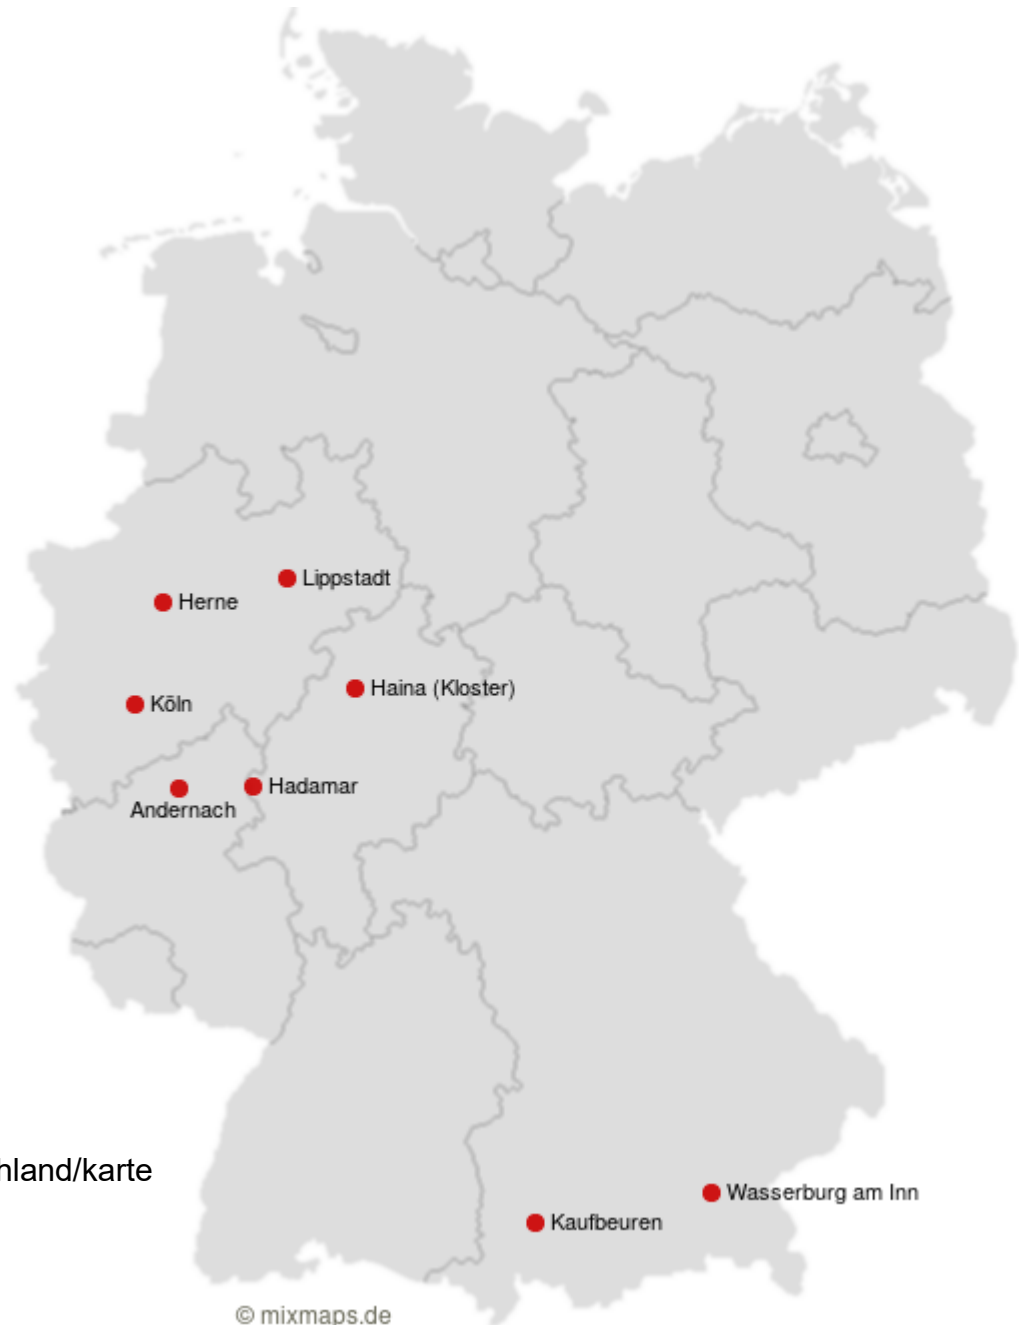 Lippstadt
Herne
Haina (Kloster)
Köln
Hadamar
Andernach
hland/karte
Wasserburg am Inn
Kaufbeuren
© mixmaps.de